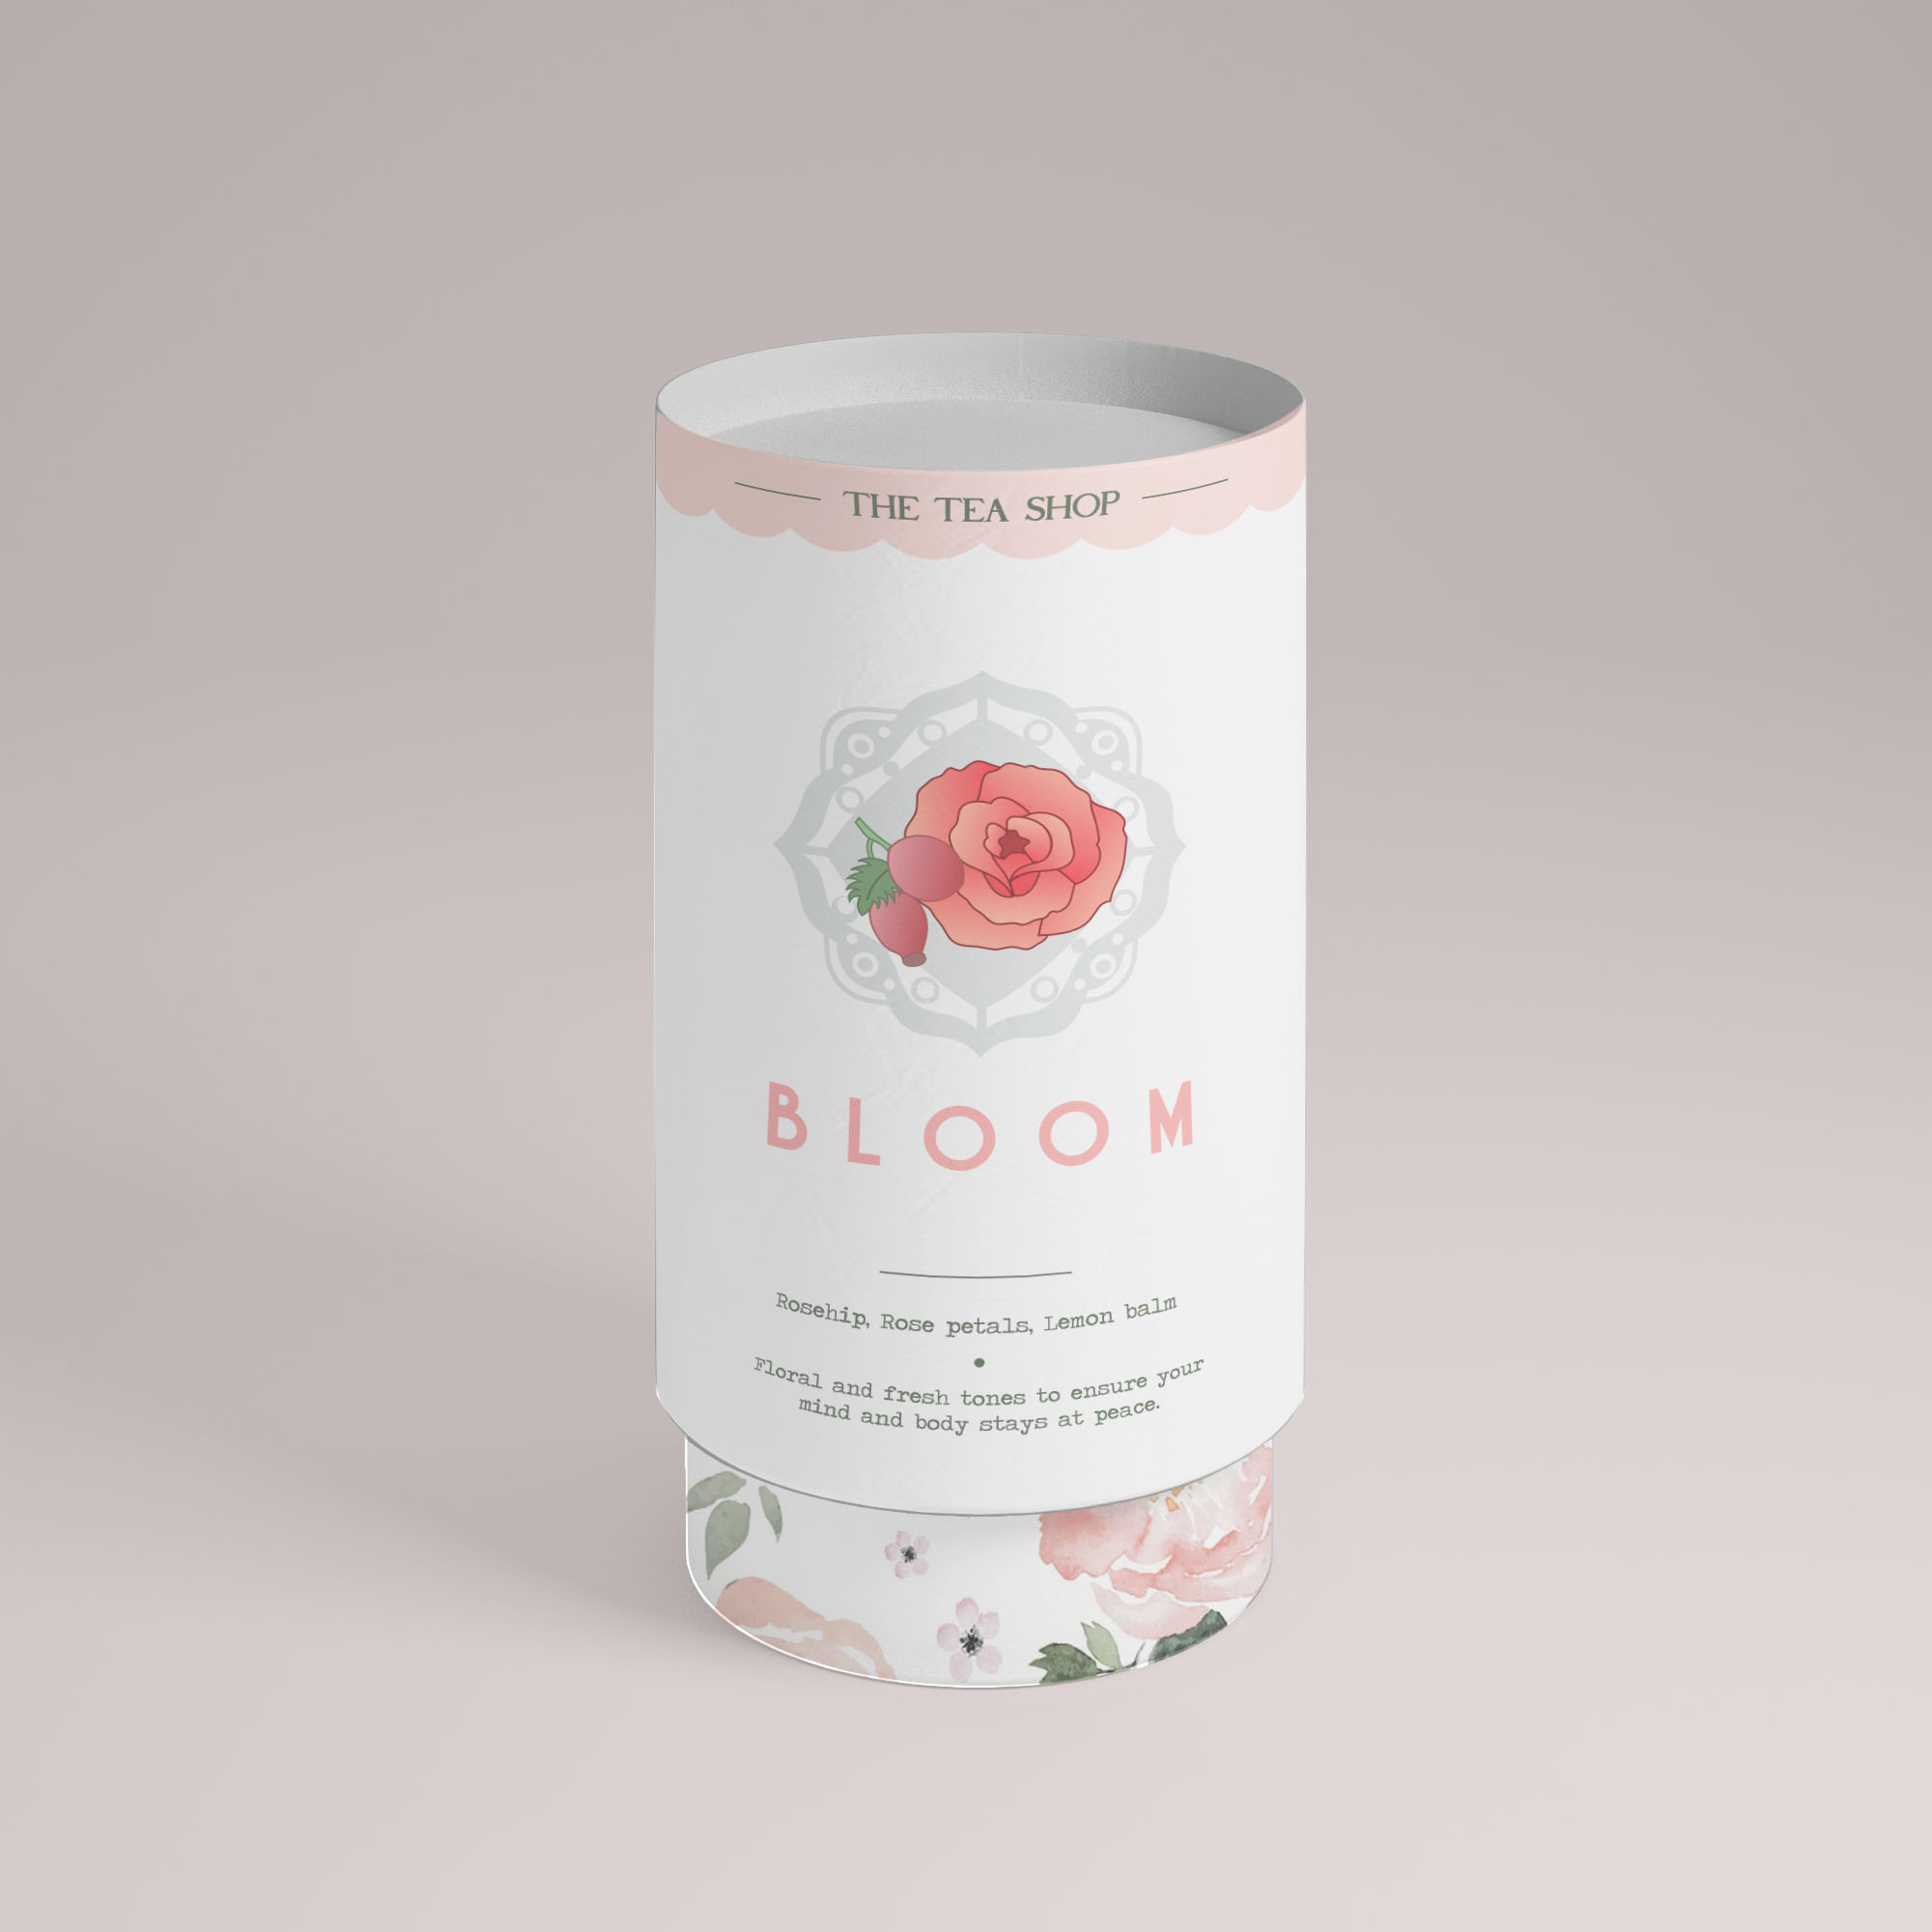 THE TEA SHOP
BLOOM
Rosehip, Rose petals, Lemon balm
Floral and fresh tones to ensure your
mind and body stays at peace.